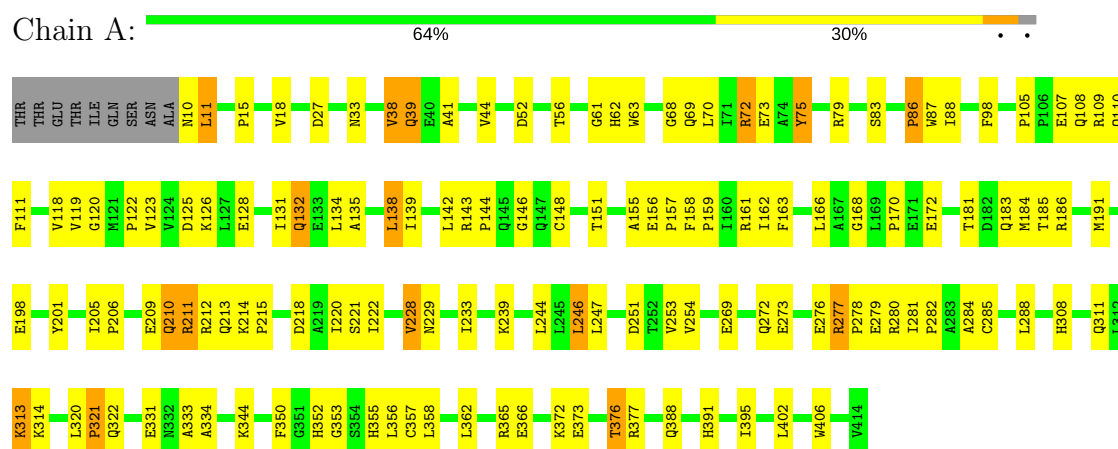 Chain A:
64% 30% • •
THR THR GLU THR ILE GLN SER ASN ALA N10 L11 P15 V18 D27 N33 V38 Q39 E40 A41 V44 D52 T56 G61 H62 W63 G68 Q69 L70 I71 R72 E73 A74 Y75 R79 S83 P86 W87 I88 F98 P105 P106 E107 Q108 R109 Q110
F111 V118 V119 G120 M121 P122 V123 V124 D125 K126 L127 E128 I131 Q132 E133 L134 A135 L138 I139 L142 R143 P144 Q145 G146 Q147 C148 T151 A155 E156 P157 F158 P159 I160 R161 I162 F163 L166 A167 G168 L169 P170 E171 E172 T181 D182 Q183 M184 T185 R186 M191
E198 Y201 I205 P206 E209 Q210 R211 R212 Q213 K214 P215 D218 A219 I220 S221 I222 V228 N229 I233 K239 L244 L245 L246 L247 D251 T252 V253 V254 E269 Q272 E273 E276 R277 P278 E279 R280 I281 P282 A283 A284 C285 L288 H308 Q311 L312
K313 K314 L320 P321 Q322 E331 N332 A333 A334 K344 F350 G351 H352 G353 S354 H355 L356 C357 L358 L362 R365 E366 K372 E373 T376 R377 Q388 H391 I395 L402 W406 V414